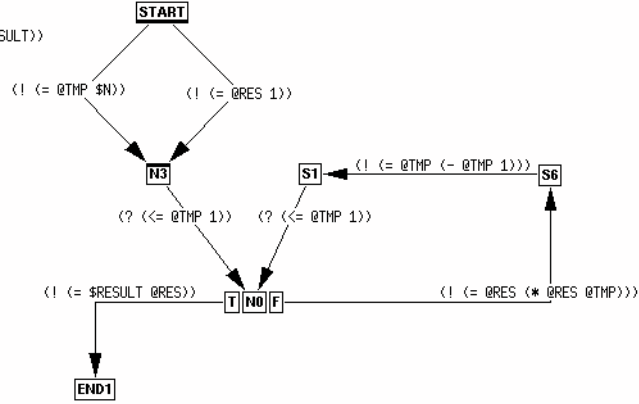 START
SULT))
(! (= @TMP $N))
(! (= @RES 1))
N3
S1
(! (= @TMP (- @TMP 1)))
S6
(? (<= @TMP 1))
(? (<= @TMP 1))
(! (= $RESULT @RES))
T N0 F
(! (= @RES (* @RES @TMP)))
END1